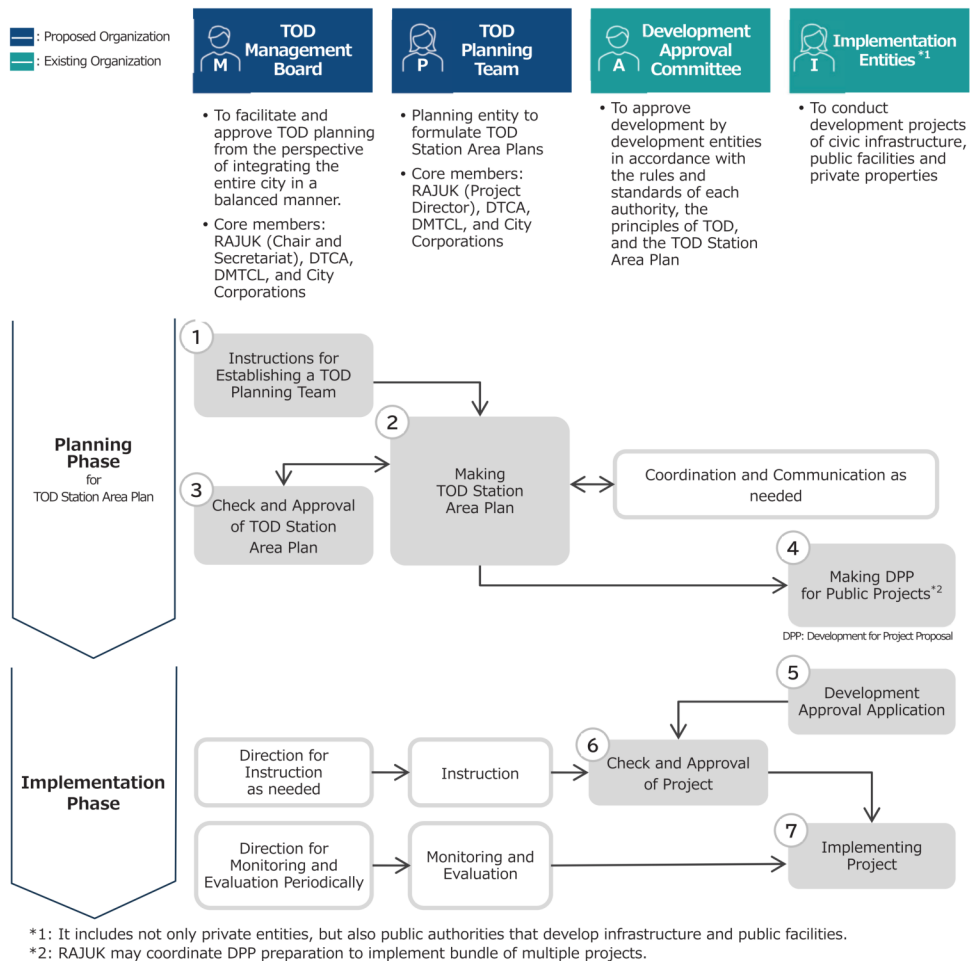 : Proposed Organization
: Existing Organization
M
TOD
Management
Board
P
TOD
Planning
Team
A
Development
Approval
Committee
I
Implementation
Entities*1
• To facilitate and
approve TOD planning
from the perspective
of integrating the
entire city in a
balanced manner.
• Core members:
RAJUK (Chair and
Secretariat), DTCA,
DMTCL, and City
Corporations
• Planning entity to
formulate TOD
Station Area Plans
• Core members:
RAJUK (Project
Director), DTCA,
DMTCL, and City
Corporations
• To approve
development by
development entities
in accordance with
the rules and
standards of each
authority, the
principles of TOD,
and the TOD Station
Area Plan
• To conduct
development projects
of civic infrastructure,
public facilities and
private properties
Planning
Phase
for
TOD Station Area Plan
1
Instructions for
Establishing a TOD
Planning Team
2
Making
TOD Station
Area Plan
Coordination and Communication as
needed
3
Check and Approval
of TOD Station
Area Plan
4
Making DPP
for Public Projects*2
DPP: Development for Project Proposal
Implementation
Phase
5
Development
Approval Application
Direction for
Instruction
as needed
Instruction
6
Check and Approval
of Project
Direction for
Monitoring and
Evaluation Periodically
Monitoring and
Evaluation
7
Implementing
Project
*1: It includes not only private entities, but also public authorities that develop infrastructure and public facilities.
*2: RAJUK may coordinate DPP preparation to implement bundle of multiple projects.